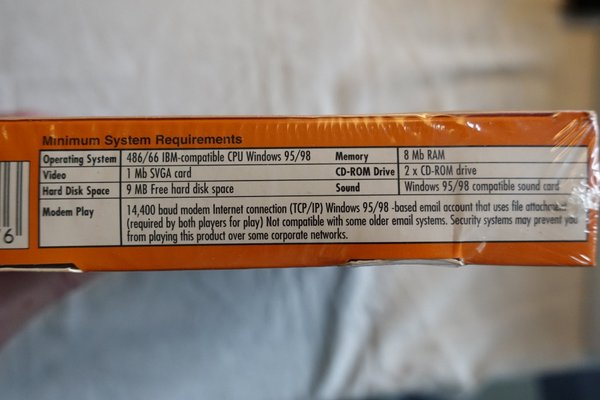 Minimum System Requirements
Operating System 486/66 IBM-compatible CPU Windows 95/98 Memory 8 Mb RAM
Video 1 Mb SVGA card CD-ROM Drive 2 x CD-ROM drive
Hard Disk Space 9 MB Free hard disk space Sound Windows 95/98 compatible sound card
Modem Play 14,400 baud modem Internet connection (TCP/IP) Windows 95/98 -based email account that uses file
(required by both players for play) Not compatible with some older email systems. Security systems may prevent you
from playing this product over some corporate networks.
6